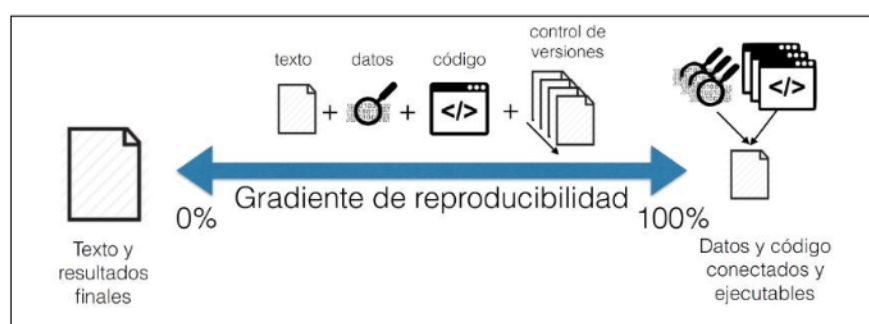 control de
versiones
texto
datos
código
+
+
+
</>
</>
Gradiente de reproducibilidad
0%
100%
Texto y
resultados
finales
Datos y código
conectados y
ejecutables